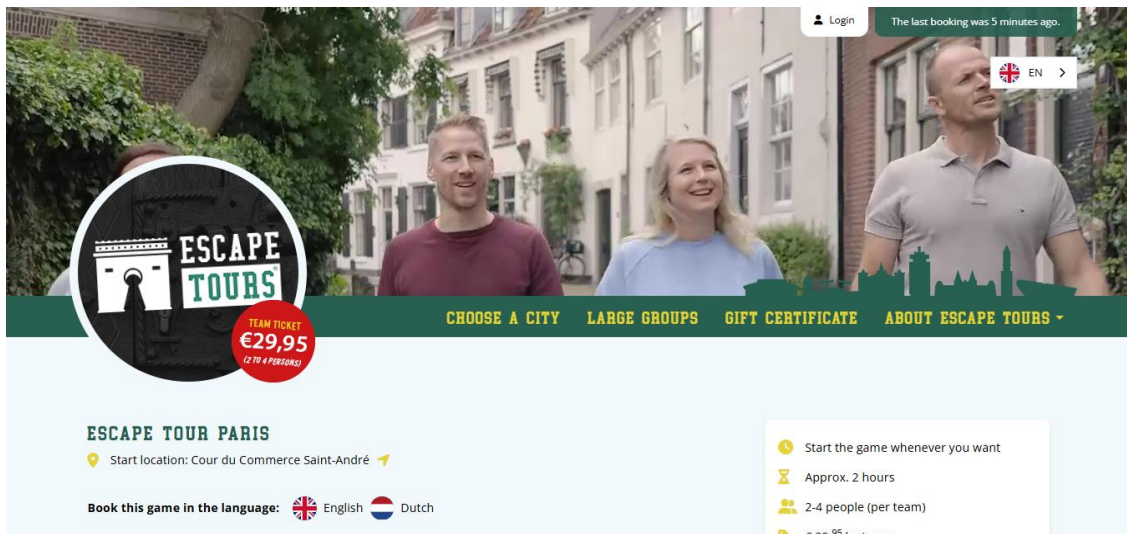 Login
The last booking was 5 minutes ago.
EN
ESCAPE
TOURS
TEAM TICKET
€29,95
(2 TO 4 PERSONS)
CHOOSE A CITY
LARGE GROUPS
GIFT CERTIFICATE
ABOUT ESCAPE TOURS
ESCAPE TOUR PARIS
Start location: Cour du Commerce Saint-André
Book this game in the language: English Dutch
Start the game whenever you want
Approx. 2 hours
2-4 people (per team)